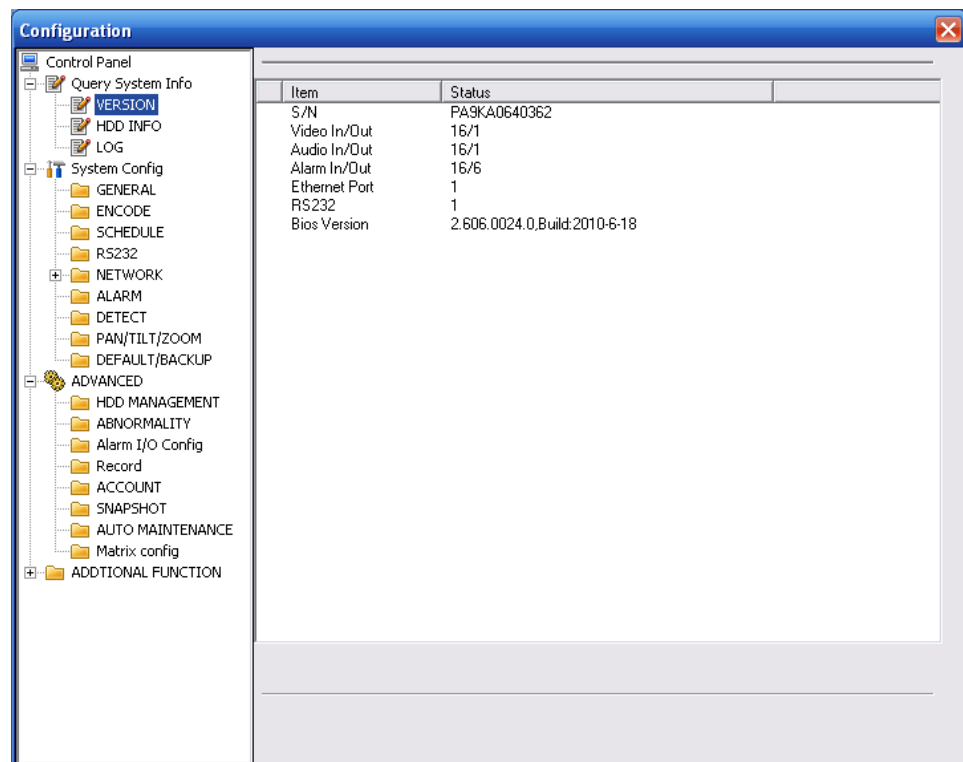 Configuration
Control Panel
Query System Info
VERSION
HDD INFO
LOG
System Config
GENERAL
ENCODE
SCHEDULE
RS232
NETWORK
ALARM
DETECT
PAN/TILT/ZOOM
DEFAULT/BACKUP
ADVANCED
HDD MANAGEMENT
ABNORMALITY
Alarm I/O Config
Record
ACCOUNT
SNAPSHOT
AUTO MAINTENANCE
Matrix config
ADDTIONAL FUNCTION
Item Status
S/N PA9KA0640362
Video In/Out 16/1
Audio In/Out 16/1
Alarm In/Out 16/6
Ethernet Port 1
RS232 1
Bios Version 2.606.0024.0,Build:2010-6-18